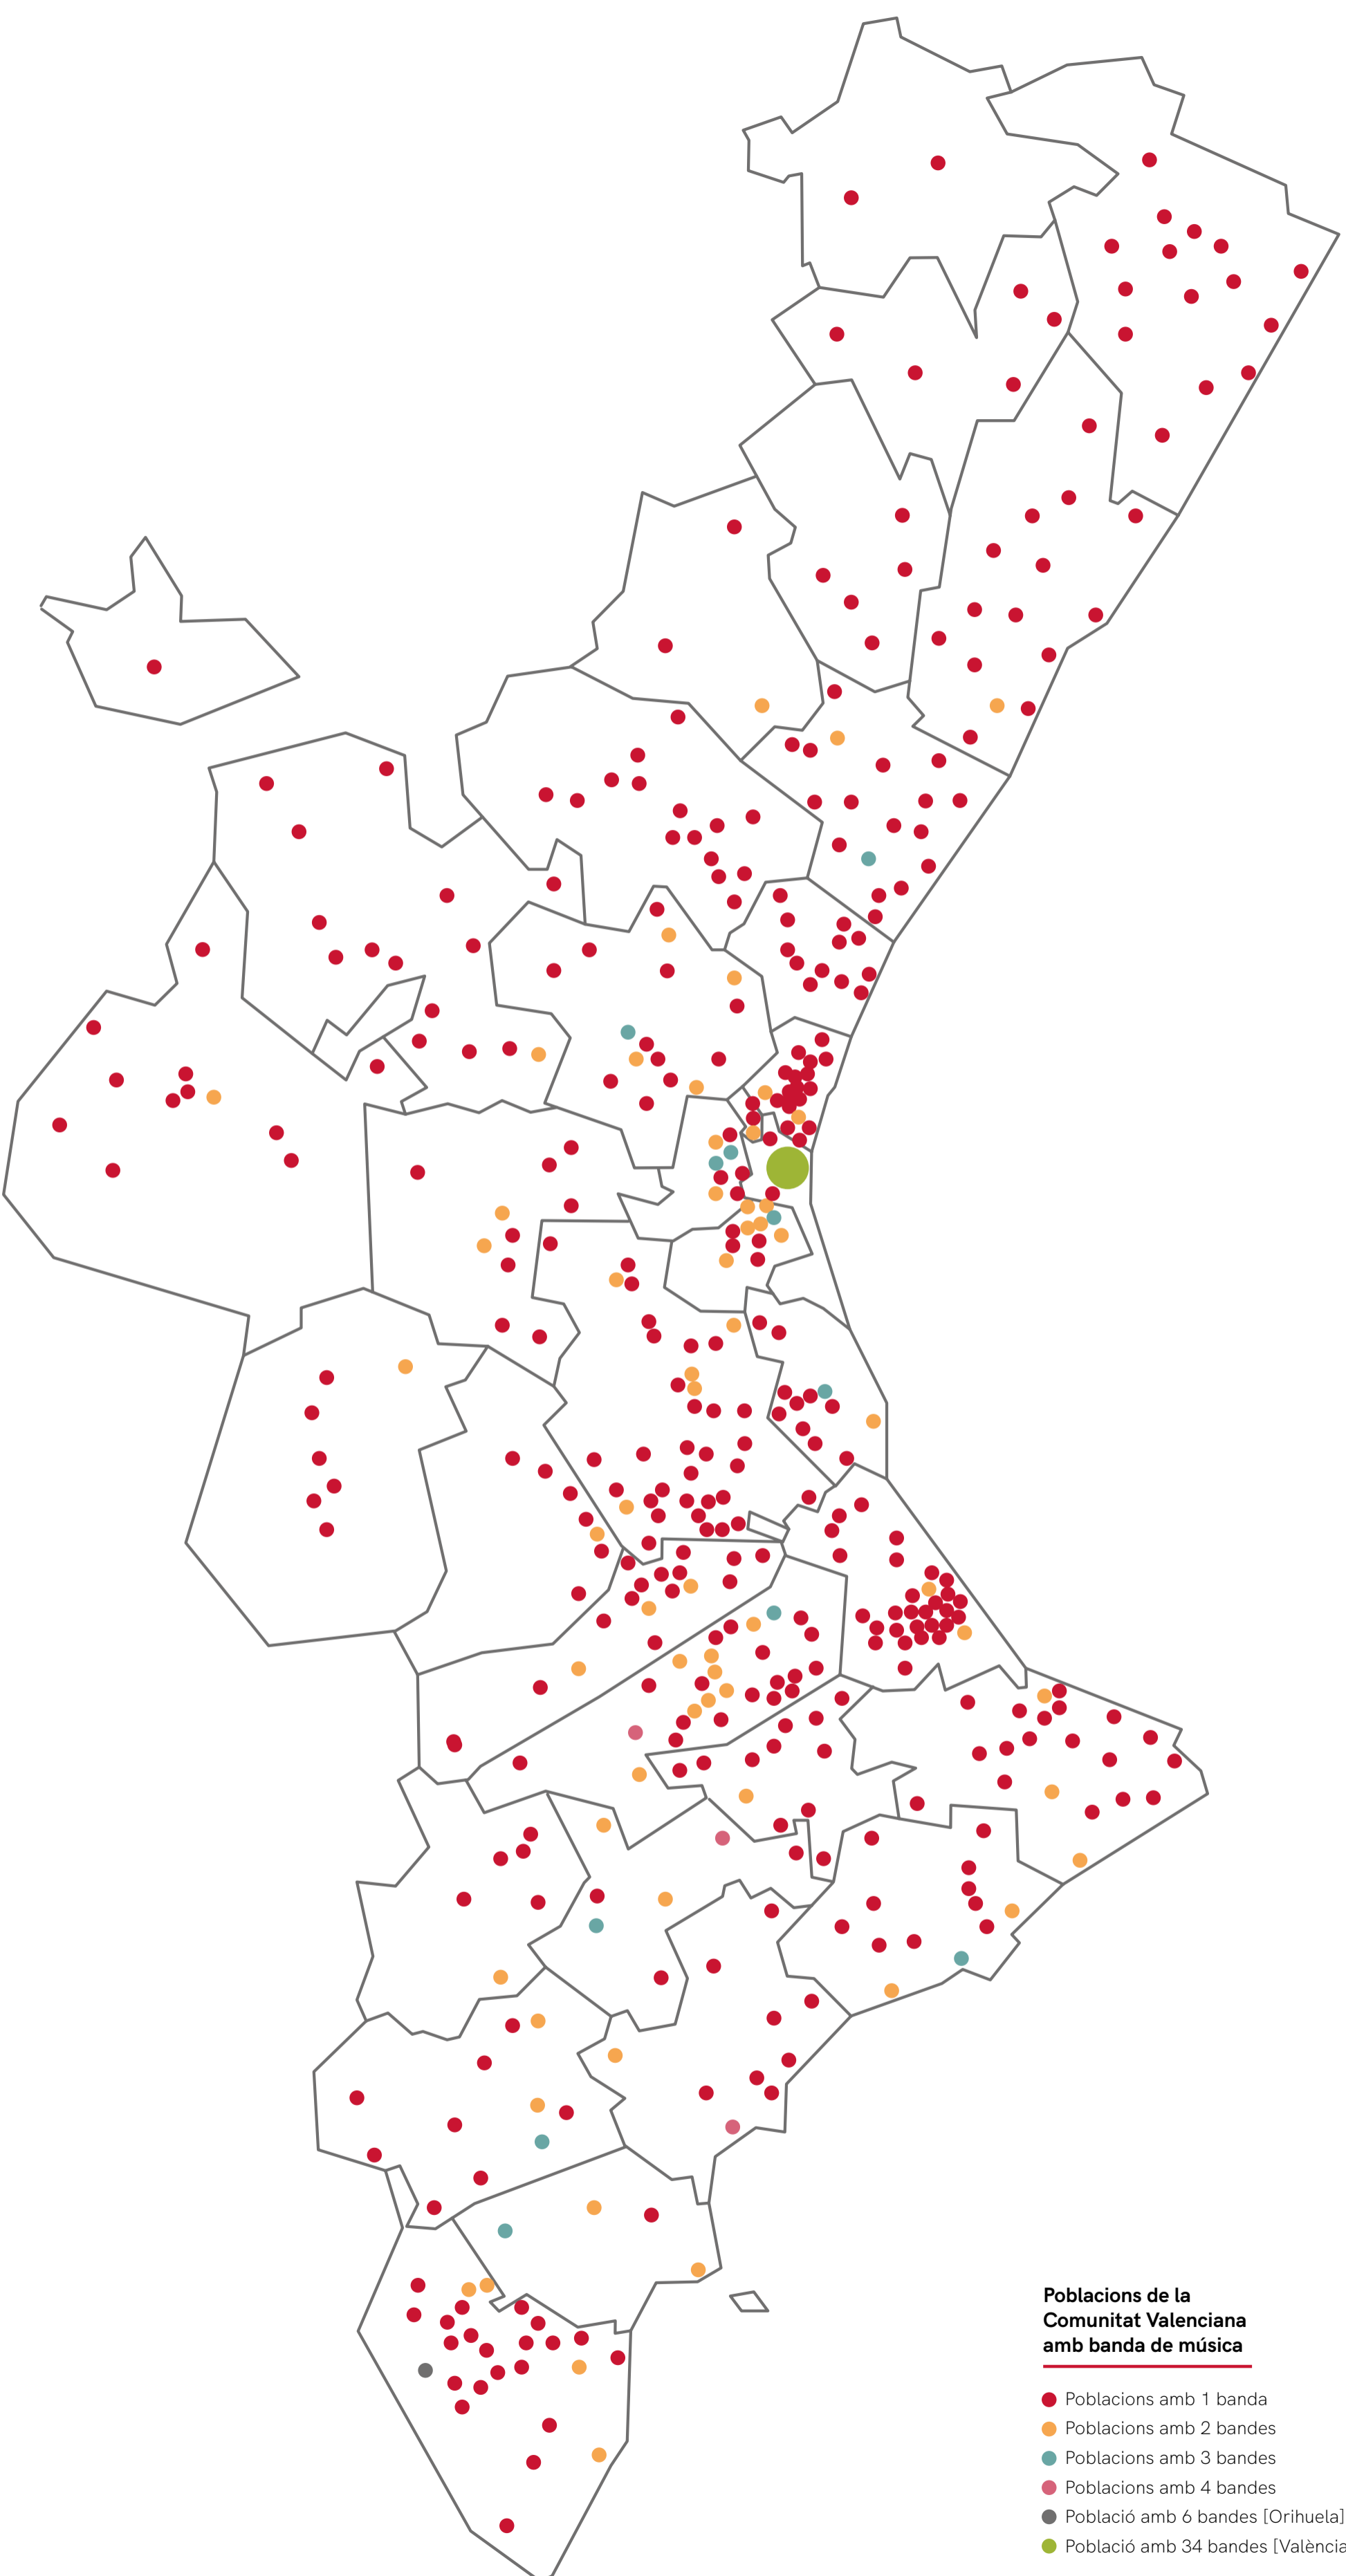 Poblacions de la
Comunitat Valenciana
amb banda de música
Poblacions amb 1 banda
Poblacions amb 2 bandes
Poblacions amb 3 bandes
Poblacions amb 4 bandes
Població amb 6 bandes [Orihuela]
Població amb 34 bandes [València